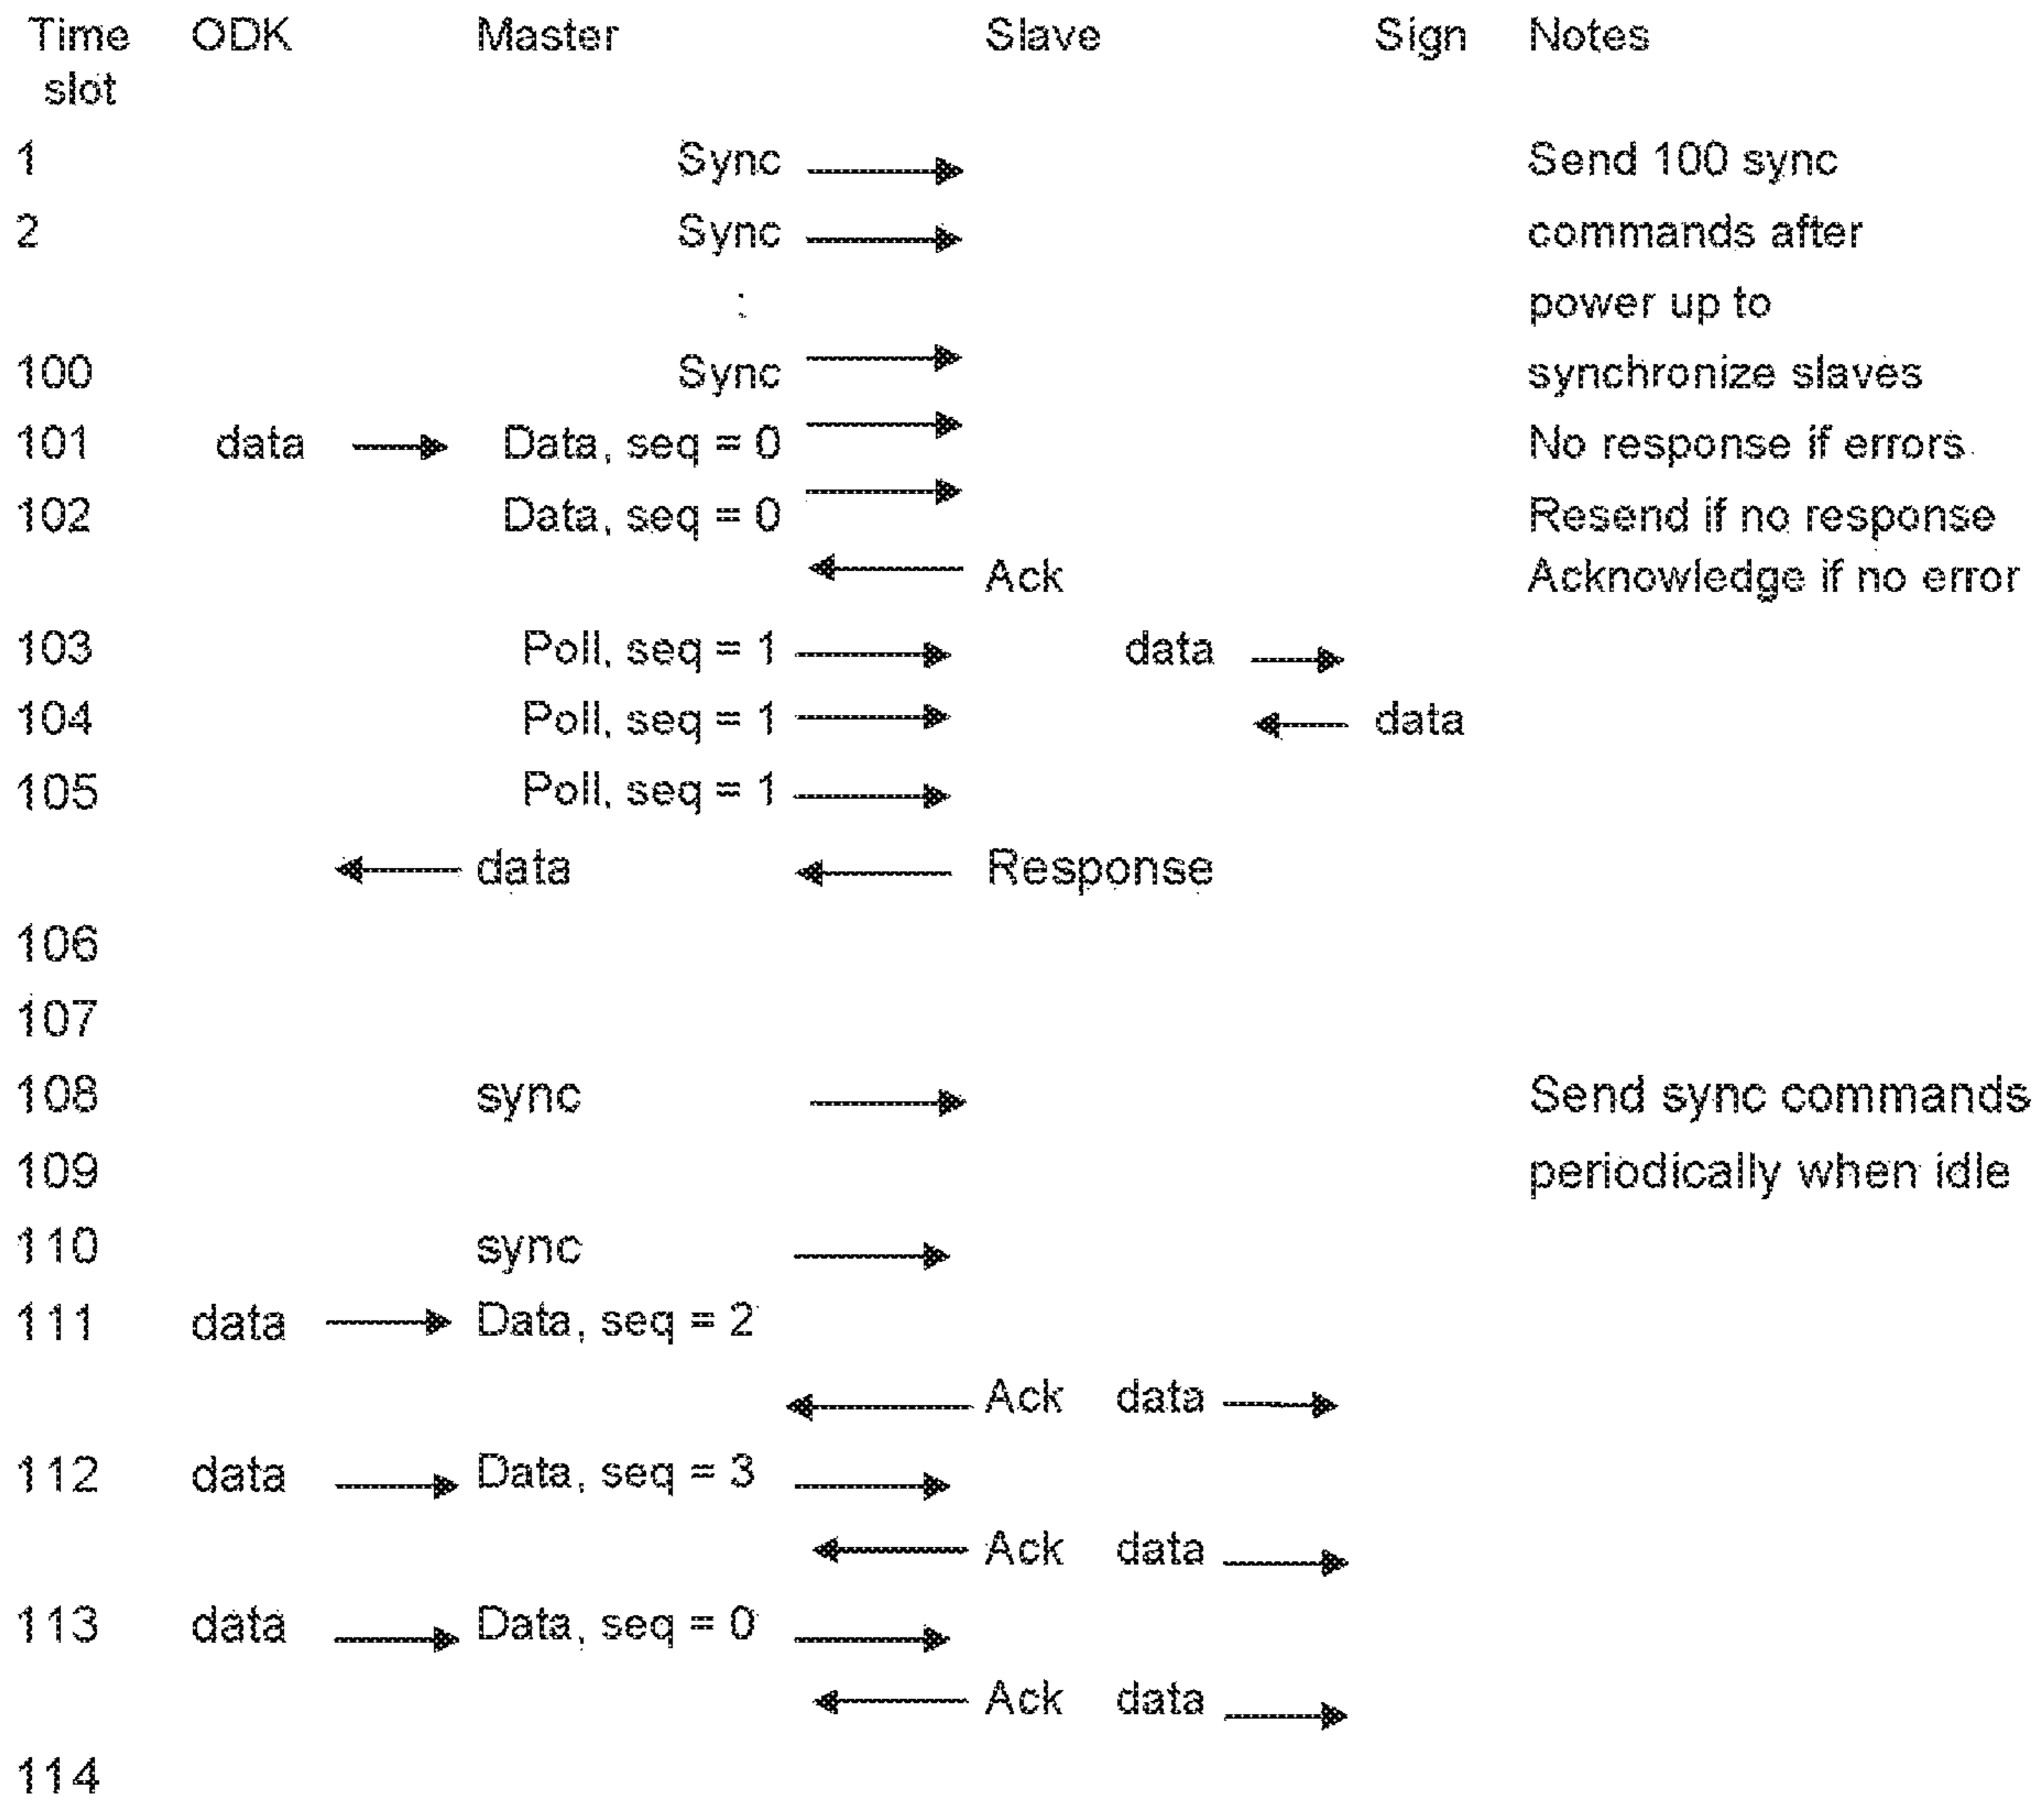 Time ODK Master Slave Sign Notes
slot
1 Sync Send 100 sync
2 Sync commands after
: power up to
100 Sync synchronize slaves
101 data Data, seq = 0 No response if errors.
102 Data, seq = 0 Resend if no response
Ack Acknowledge if no error
103 Poll, seq = 1 data
104 Poll, seq = 1 data
105 Poll, seq = 1
data Response
106
107
108 sync Send sync commands
109 periodically when idle
110 sync
111 data Data, seq = 2
Ack data
112 data Data, seq = 3
Ack data
113 data Data, seq = 0
Ack data
114